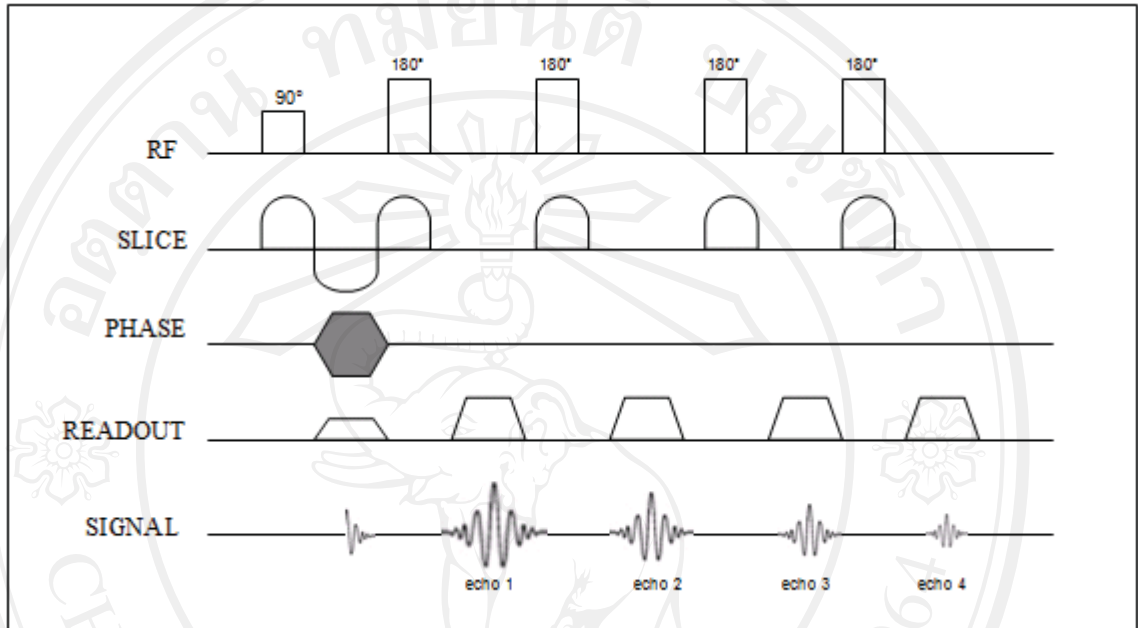 90°
180°
180°
180°
180°
RF
SLICE
PHASE
READOUT
SIGNAL
echo 1
echo 2
echo 3
echo 4